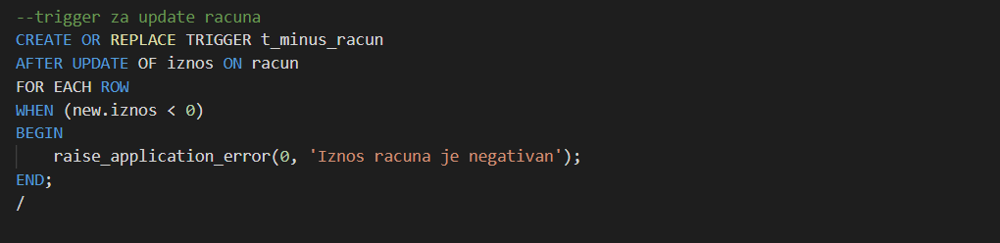 --trigger za update racuna
CREATE OR REPLACE TRIGGER t_minus_racun
AFTER UPDATE OF iznos ON racun
FOR EACH ROW
WHEN (new.iznos < 0)
BEGIN
    raise_application_error(0, 'Iznos racuna je negativan');
END;
/